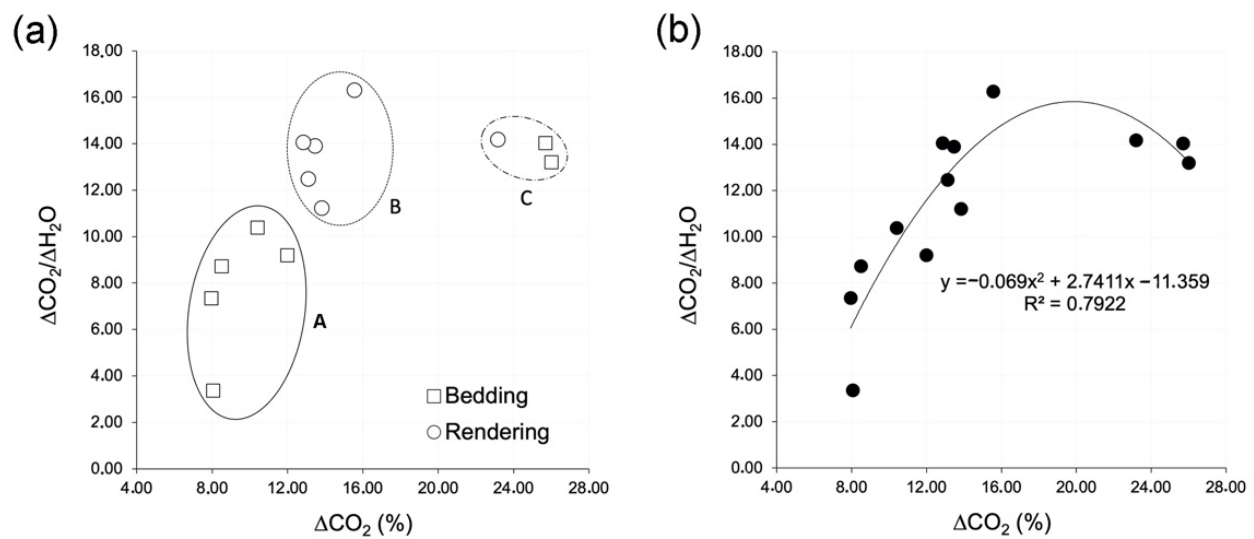 (a)
18.00
16.00
14.00
12.00
10.00
8.00
6.00
4.00
2.00
0.00
4.00 8.00 12.00 16.00 20.00 24.00 28.00
ΔCO₂/ΔH₂O
ΔCO₂ (%)
A
B
C
Bedding
Rendering
(b)
18.00
16.00
14.00
12.00
10.00
8.00
6.00
4.00
2.00
0.00
4.00 8.00 12.00 16.00 20.00 24.00 28.00
ΔCO₂/ΔH₂O
ΔCO₂ (%)
y =−0.069x² + 2.7411x −11.359
R² = 0.7922